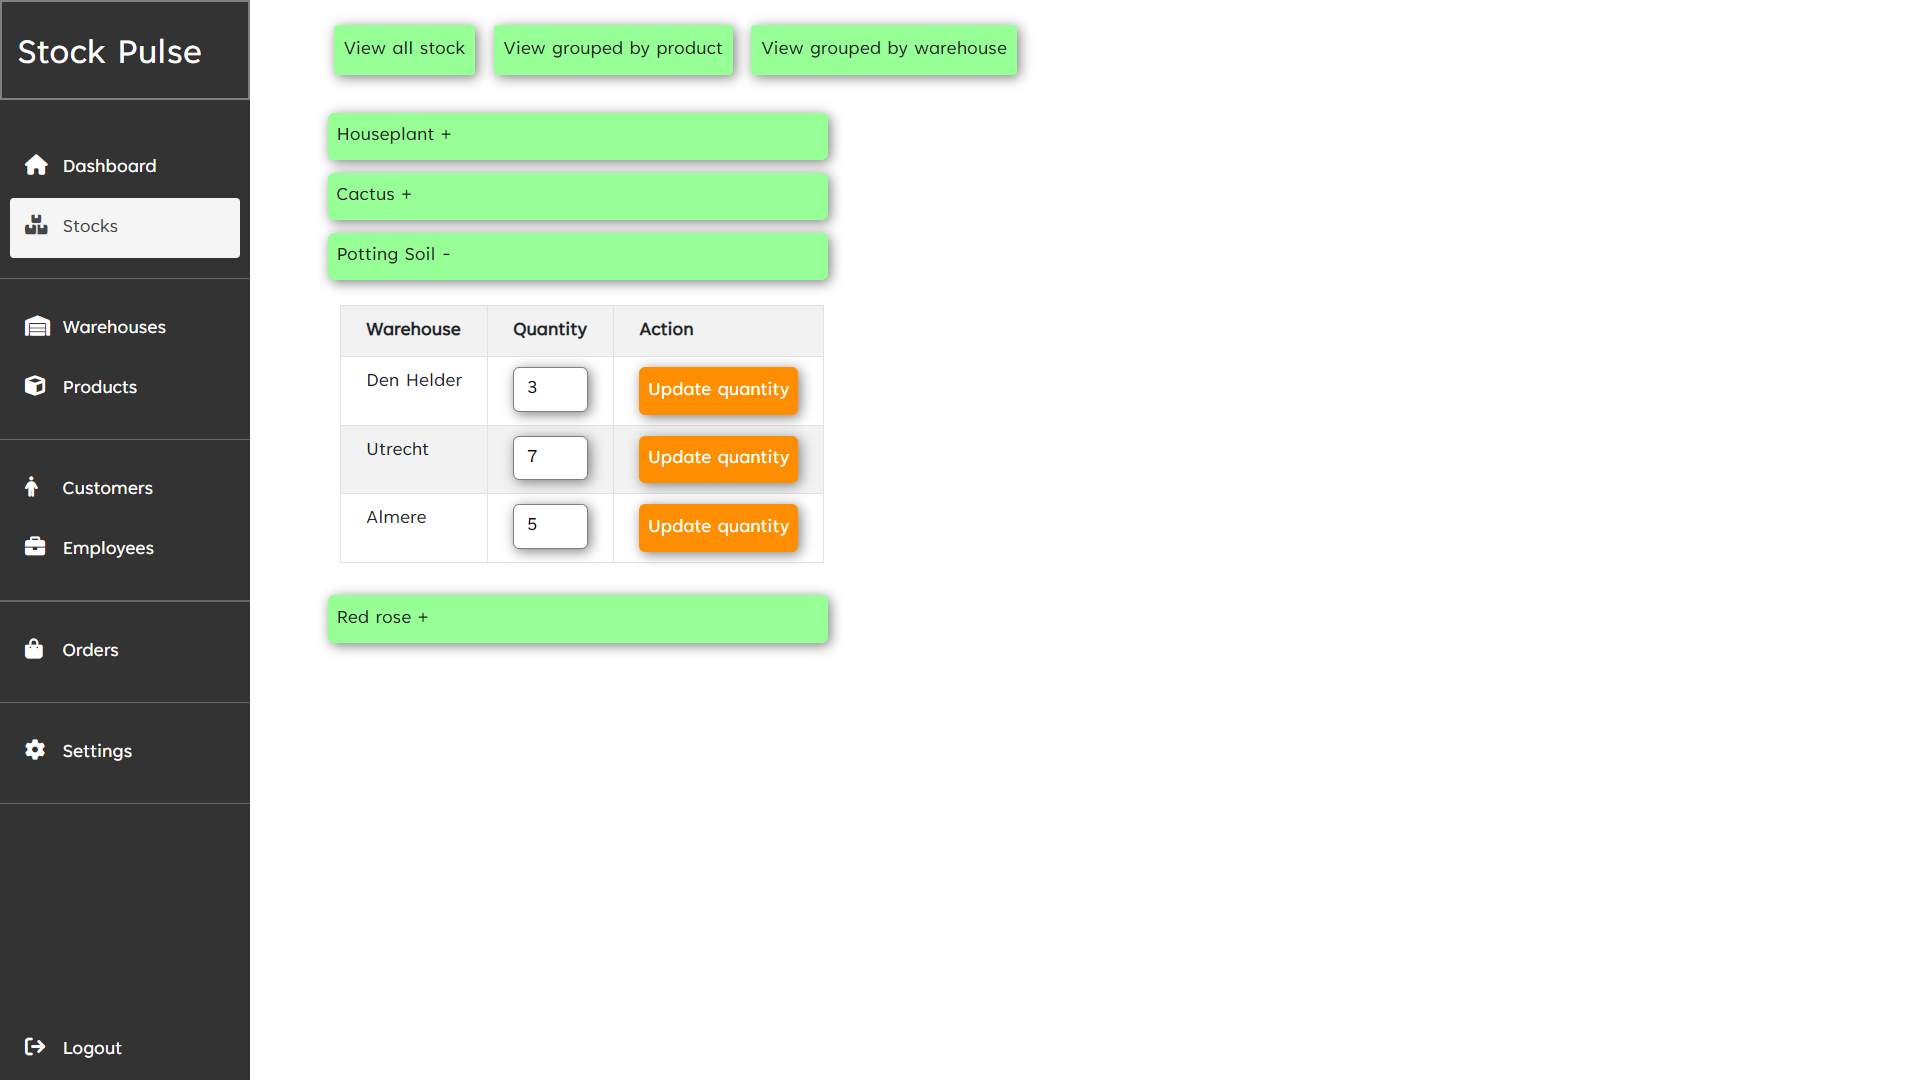 Stock Pulse
Dashboard
Stocks
Warehouses
Products
Customers
Employees
Orders
Settings
Logout
View all stock
View grouped by product
View grouped by warehouse
Houseplant +
Cactus +
Potting Soil -
Warehouse Quantity Action
Den Helder 3 Update quantity
Utrecht 7 Update quantity
Almere 5 Update quantity
Red rose +